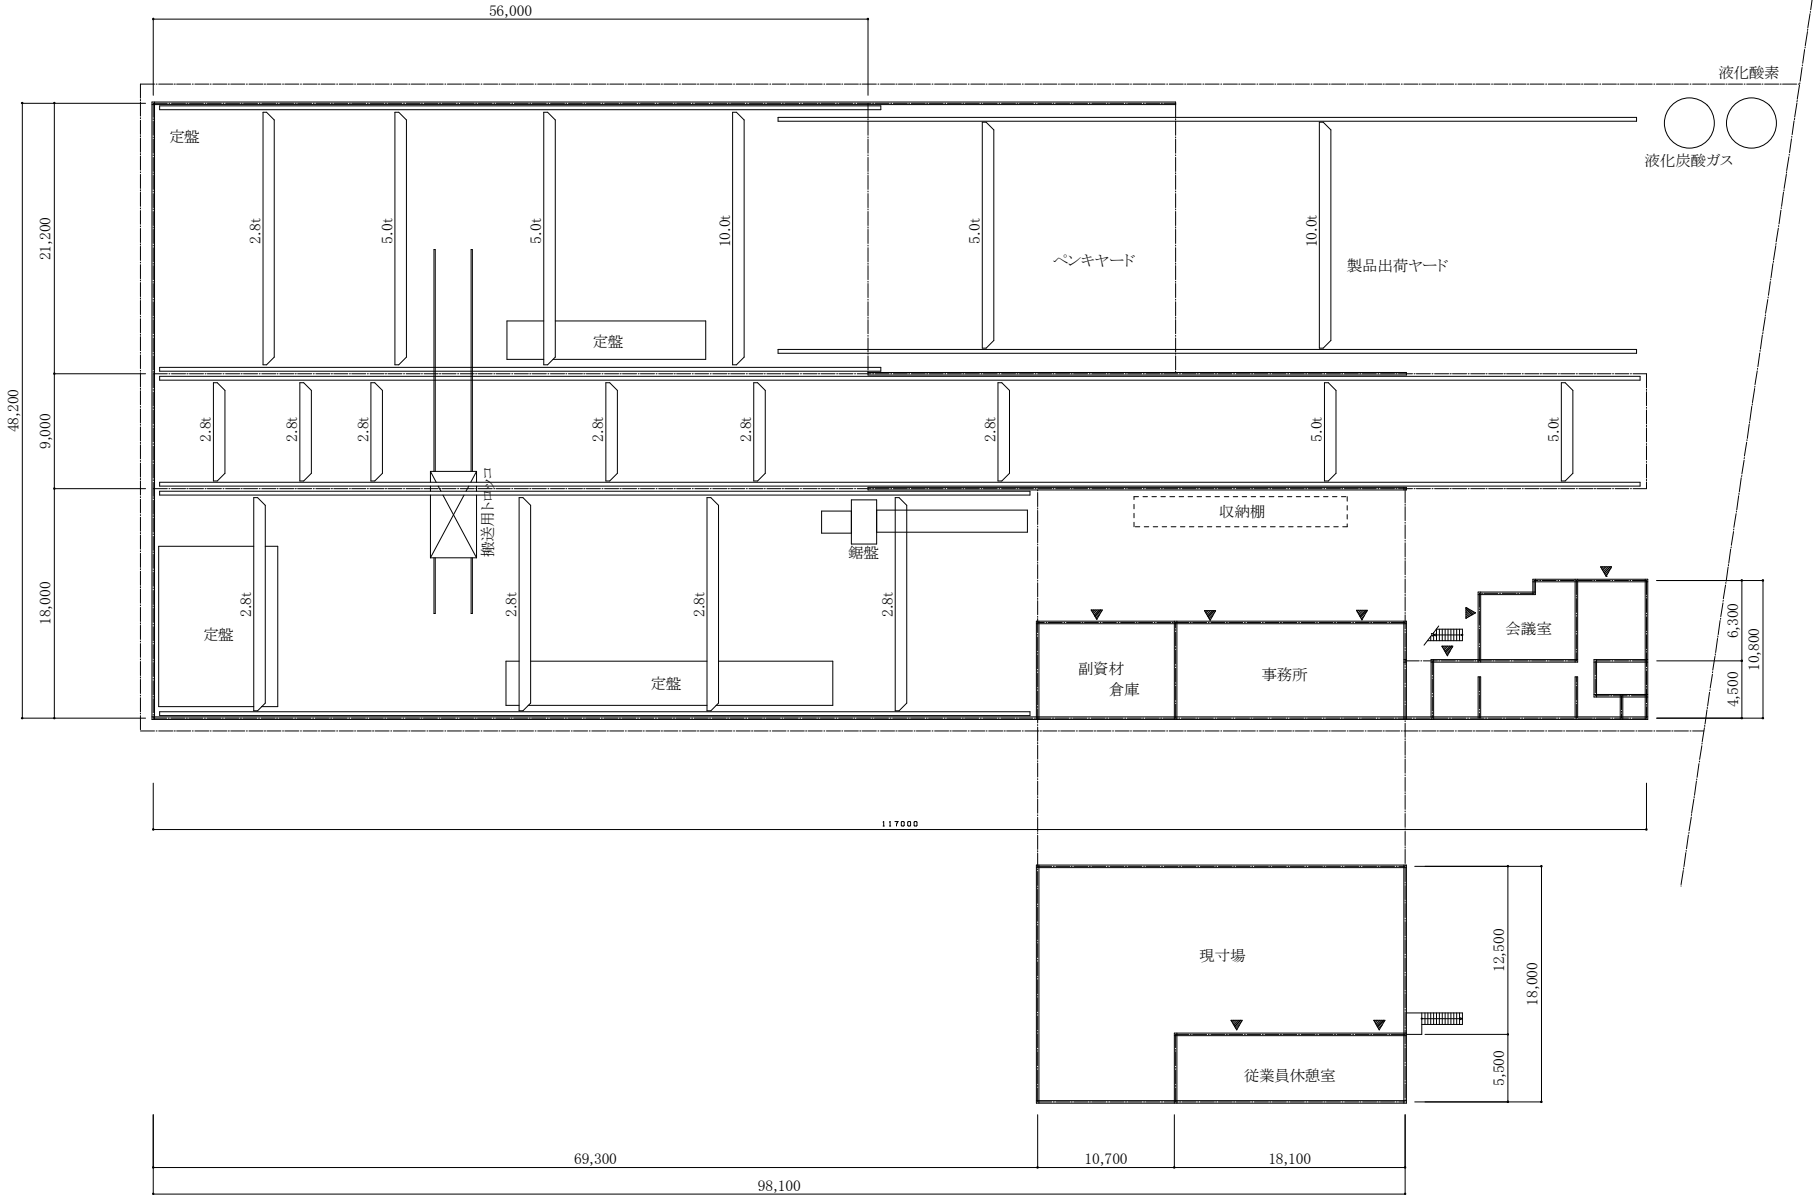 56,000
液化酸素
液化炭酸ガス
定盤
2.8t
5.0t
5.0t
10.0t
5.0t
10.0t
ペンキヤード
製品出荷ヤード
定盤
21,200
48,200
9,000
18,000
2.8t
2.8t
2.8t
2.8t
2.8t
2.8t
5.0t
5.0t
搬送用トロッコ
収納棚
鋸盤
2.8t
2.8t
2.8t
2.8t
定盤
定盤
副資材
倉庫
事務所
会議室
6,300
10,800
4,500
117000
現寸場
12,500
18,000
5,500
従業員休憩室
69,300
10,700
18,100
98,100